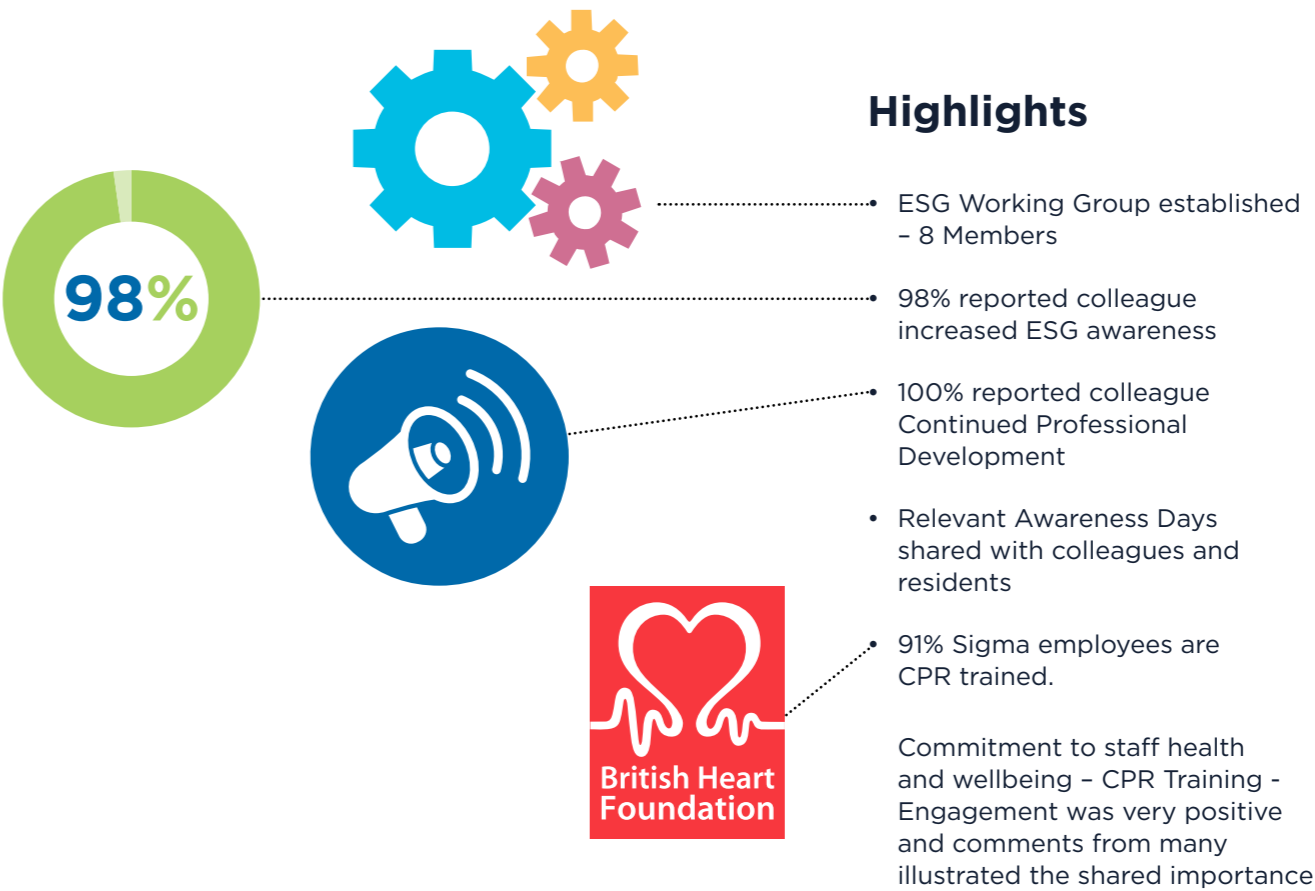 Highlights
• ESG Working Group established
– 8 Members
98%
• 98% reported colleague
increased ESG awareness
• 100% reported colleague
Continued Professional
Development
• Relevant Awareness Days
shared with colleagues and
residents
• 91% Sigma employees are
CPR trained.
British Heart
Foundation
Commitment to staff health
and wellbeing – CPR Training -
Engagement was very positive
and comments from many
illustrated the shared importance